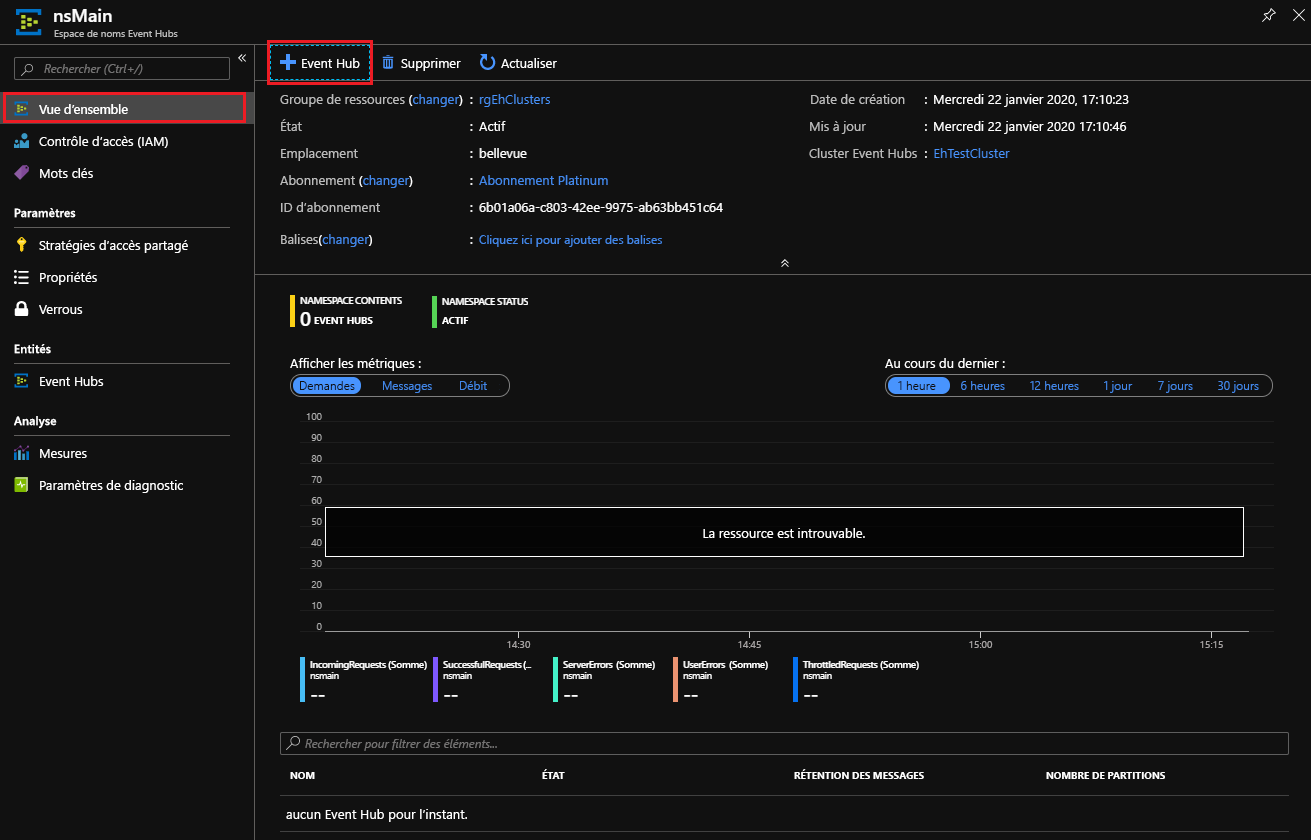 nsMain
Espace de noms Event Hubs
Rechercher (Ctrl+/)
«
Vue d’ensemble
Contrôle d’accès (IAM)
Mots clés
Paramètres
Stratégies d’accès partagé
Propriétés
Verrous
Entités
Event Hubs
Analyse
Mesures
Paramètres de diagnostic
Event Hub Supprimer Actualiser
Groupe de ressources (changer) : rgEhClusters
État : Actif
Emplacement : bellevue
Abonnement (changer) : Abonnement Platinum
ID d’abonnement : 6b01a06a-c803-42ee-9975-ab63bb451c64
Balises(changer) : Cliquez ici pour ajouter des balises
Date de création : Mercredi 22 janvier 2020, 17:10:23
Mis à jour : Mercredi 22 janvier 2020 17:10:46
Cluster Event Hubs : EhTestCluster
NAMESPACE CONTENTS
0 EVENT HUBS
NAMESPACE STATUS
ACTIF
Afficher les métriques :
Demandes Messages Débit
Au cours du dernier :
1 heure 6 heures 12 heures 1 jour 7 jours 30 jours
100
90
80
70
60
50
40
30
20
10
0
La ressource est introuvable.
14:30 14:45 15:00 15:15
IncomingRequests (Somme)
nsmain
--
SuccessfulRequests (...
nsmain
--
ServerErrors (Somme)
nsmain
--
UserErrors (Somme)
nsmain
--
ThrottledRequests (Somme)
nsmain
--
Rechercher pour filtrer des éléments...
NOM ÉTAT RÉTENTION DES MESSAGES NOMBRE DE PARTITIONS
aucun Event Hub pour l’instant.